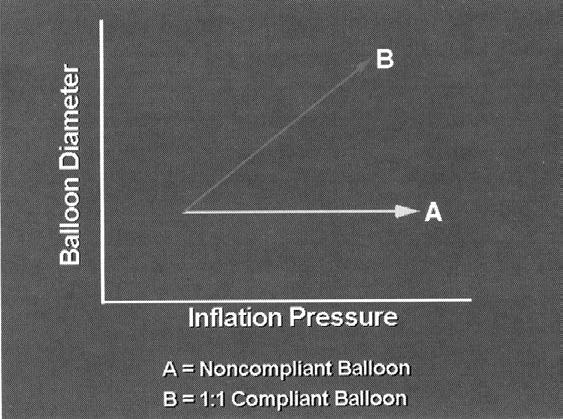 B
A
Balloon Diameter
Inflation Pressure
A = Noncompliant Balloon
B = 1:1 Compliant Balloon